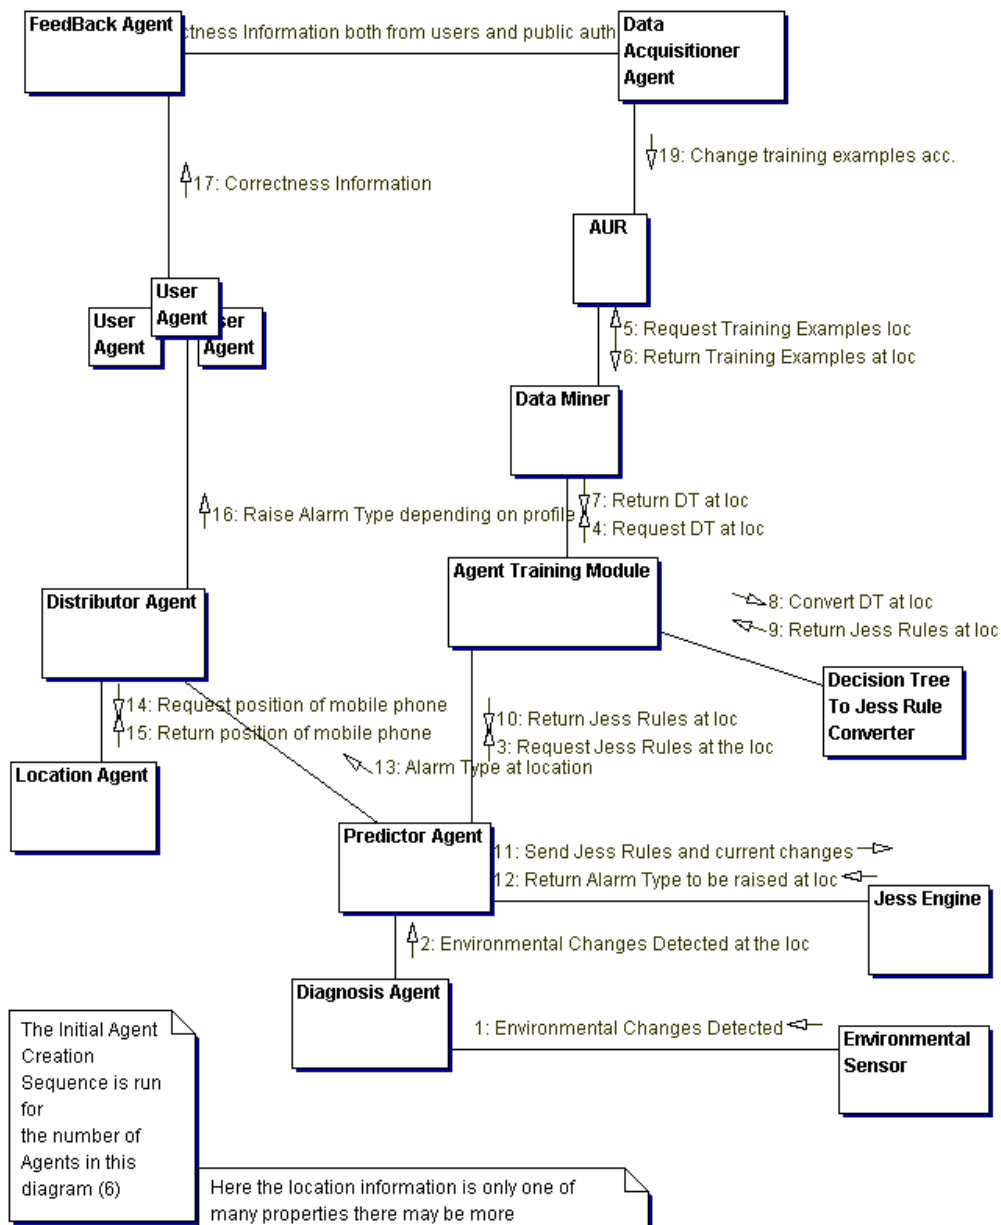 FeedBack Agent
Information both from users and public auth
Data
Acquisitioner
Agent
19: Change training examples acc.
17: Correctness Information
AUR
User
Agent
User
Agent
Agent
5: Request Training Examples loc
6: Return Training Examples at loc
Data Miner
7: Return DT at loc
4: Request DT at loc
16: Raise Alarm Type depending on profile
Agent Training Module
Distributor Agent
8: Convert DT at loc
9: Return Jess Rules at loc
Decision Tree
To Jess Rule
Converter
14: Request position of mobile phone
15: Return position of mobile phone
10: Return Jess Rules at loc
3: Request Jess Rules at the loc
13: Alarm Type at location
Location Agent
Predictor Agent
11: Send Jess Rules and current changes
12: Return Alarm Type to be raised at loc
Jess Engine
2: Environmental Changes Detected at the loc
Diagnosis Agent
1: Environmental Changes Detected
Environmental
Sensor
The Initial Agent
Creation
Sequence is run
for
the number of
Agents in this
diagram (6)
Here the location information is only one of
many properties there may be more